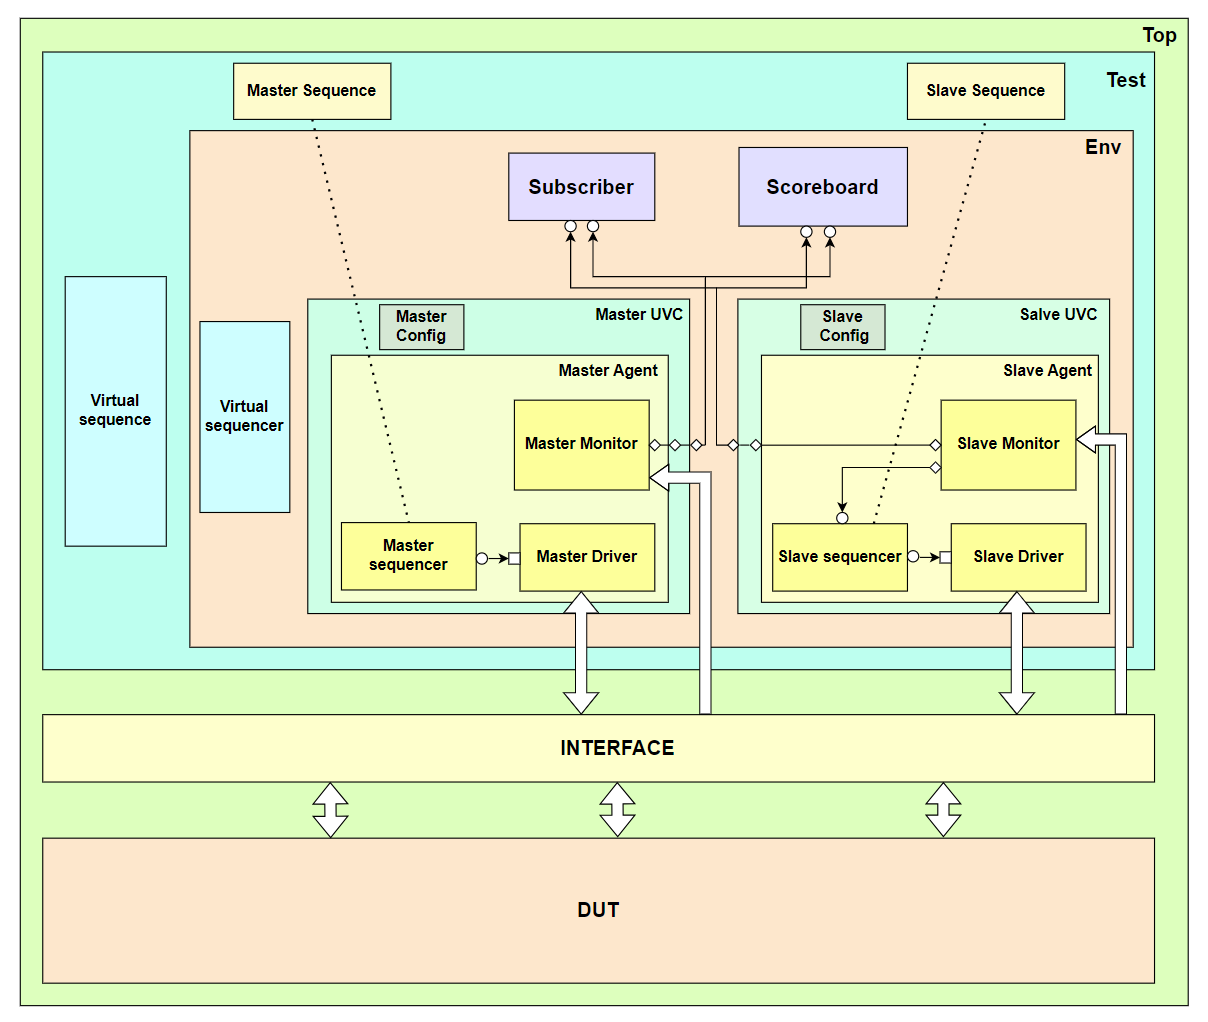 Top
Test
Master Sequence
Slave Sequence
Env
Subscriber
Scoreboard
Virtual
sequence
Virtual
sequencer
Master UVC
Master
Config
Master Agent
Master Monitor
Master
sequencer
Master Driver
Salve UVC
Slave
Config
Slave Agent
Slave Monitor
Slave sequencer
Slave Driver
INTERFACE
DUT